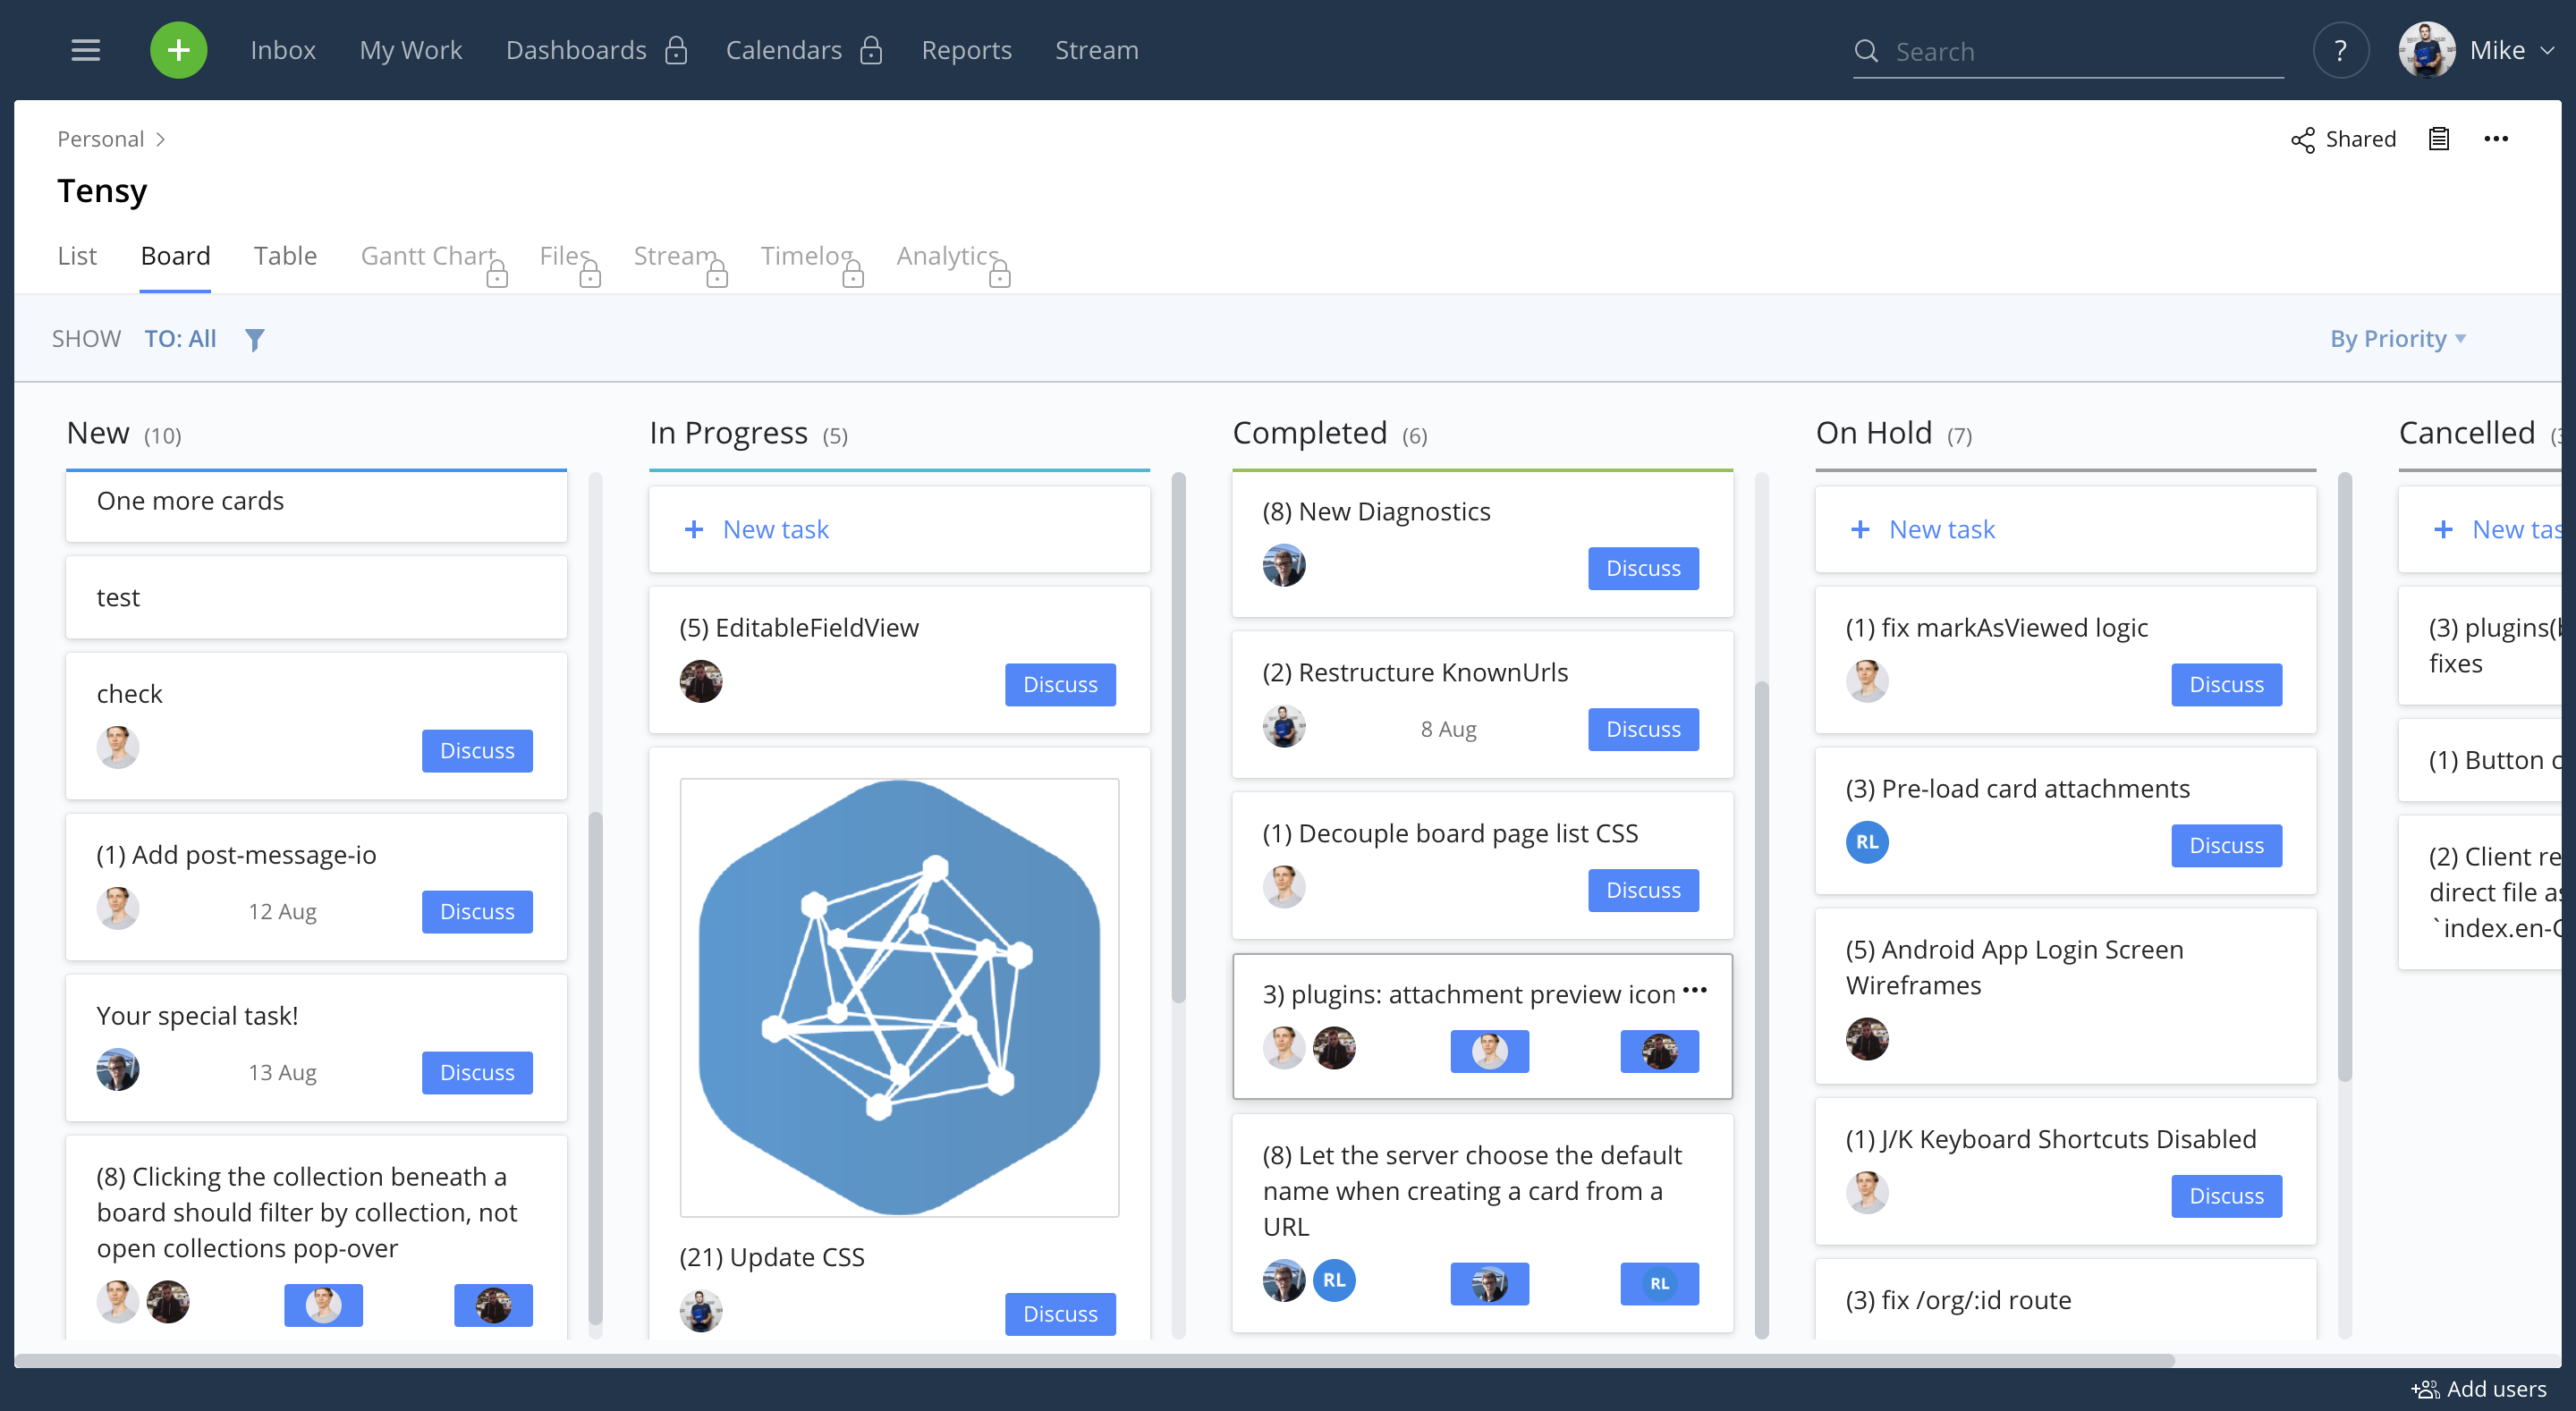 Inbox My Work Dashboards Calendars Reports Stream Search ? Mike
Personal
Shared
Tensy
List Board Table Gantt Chart Files Stream Timelog Analytics
SHOW TO: All By Priority
New (10)
One more cards
test
check
Discuss
(1) Add post-message-io
12 Aug Discuss
Your special task!
13 Aug Discuss
(8) Clicking the collection beneath a
board should filter by collection, not
open collections pop-over
In Progress (5)
+ New task
(5) EditableFieldView
Discuss
(21) Update CSS
Discuss
Completed (6)
(8) New Diagnostics
Discuss
(2) Restructure KnownUrls
8 Aug Discuss
(1) Decouple board page list CSS
Discuss
3) plugins: attachment preview icon
(8) Let the server choose the default
name when creating a card from a
URL
RL RL
On Hold (7)
+ New task
(1) fix markAsViewed logic
Discuss
(3) Pre-load card attachments
RL Discuss
(5) Android App Login Screen
Wireframes
(1) J/K Keyboard Shortcuts Disabled
Discuss
(3) fix /org/:id route
Cancelled
+ New
(3)
fixes
(1) Button
(2) Client
direct file
Add users